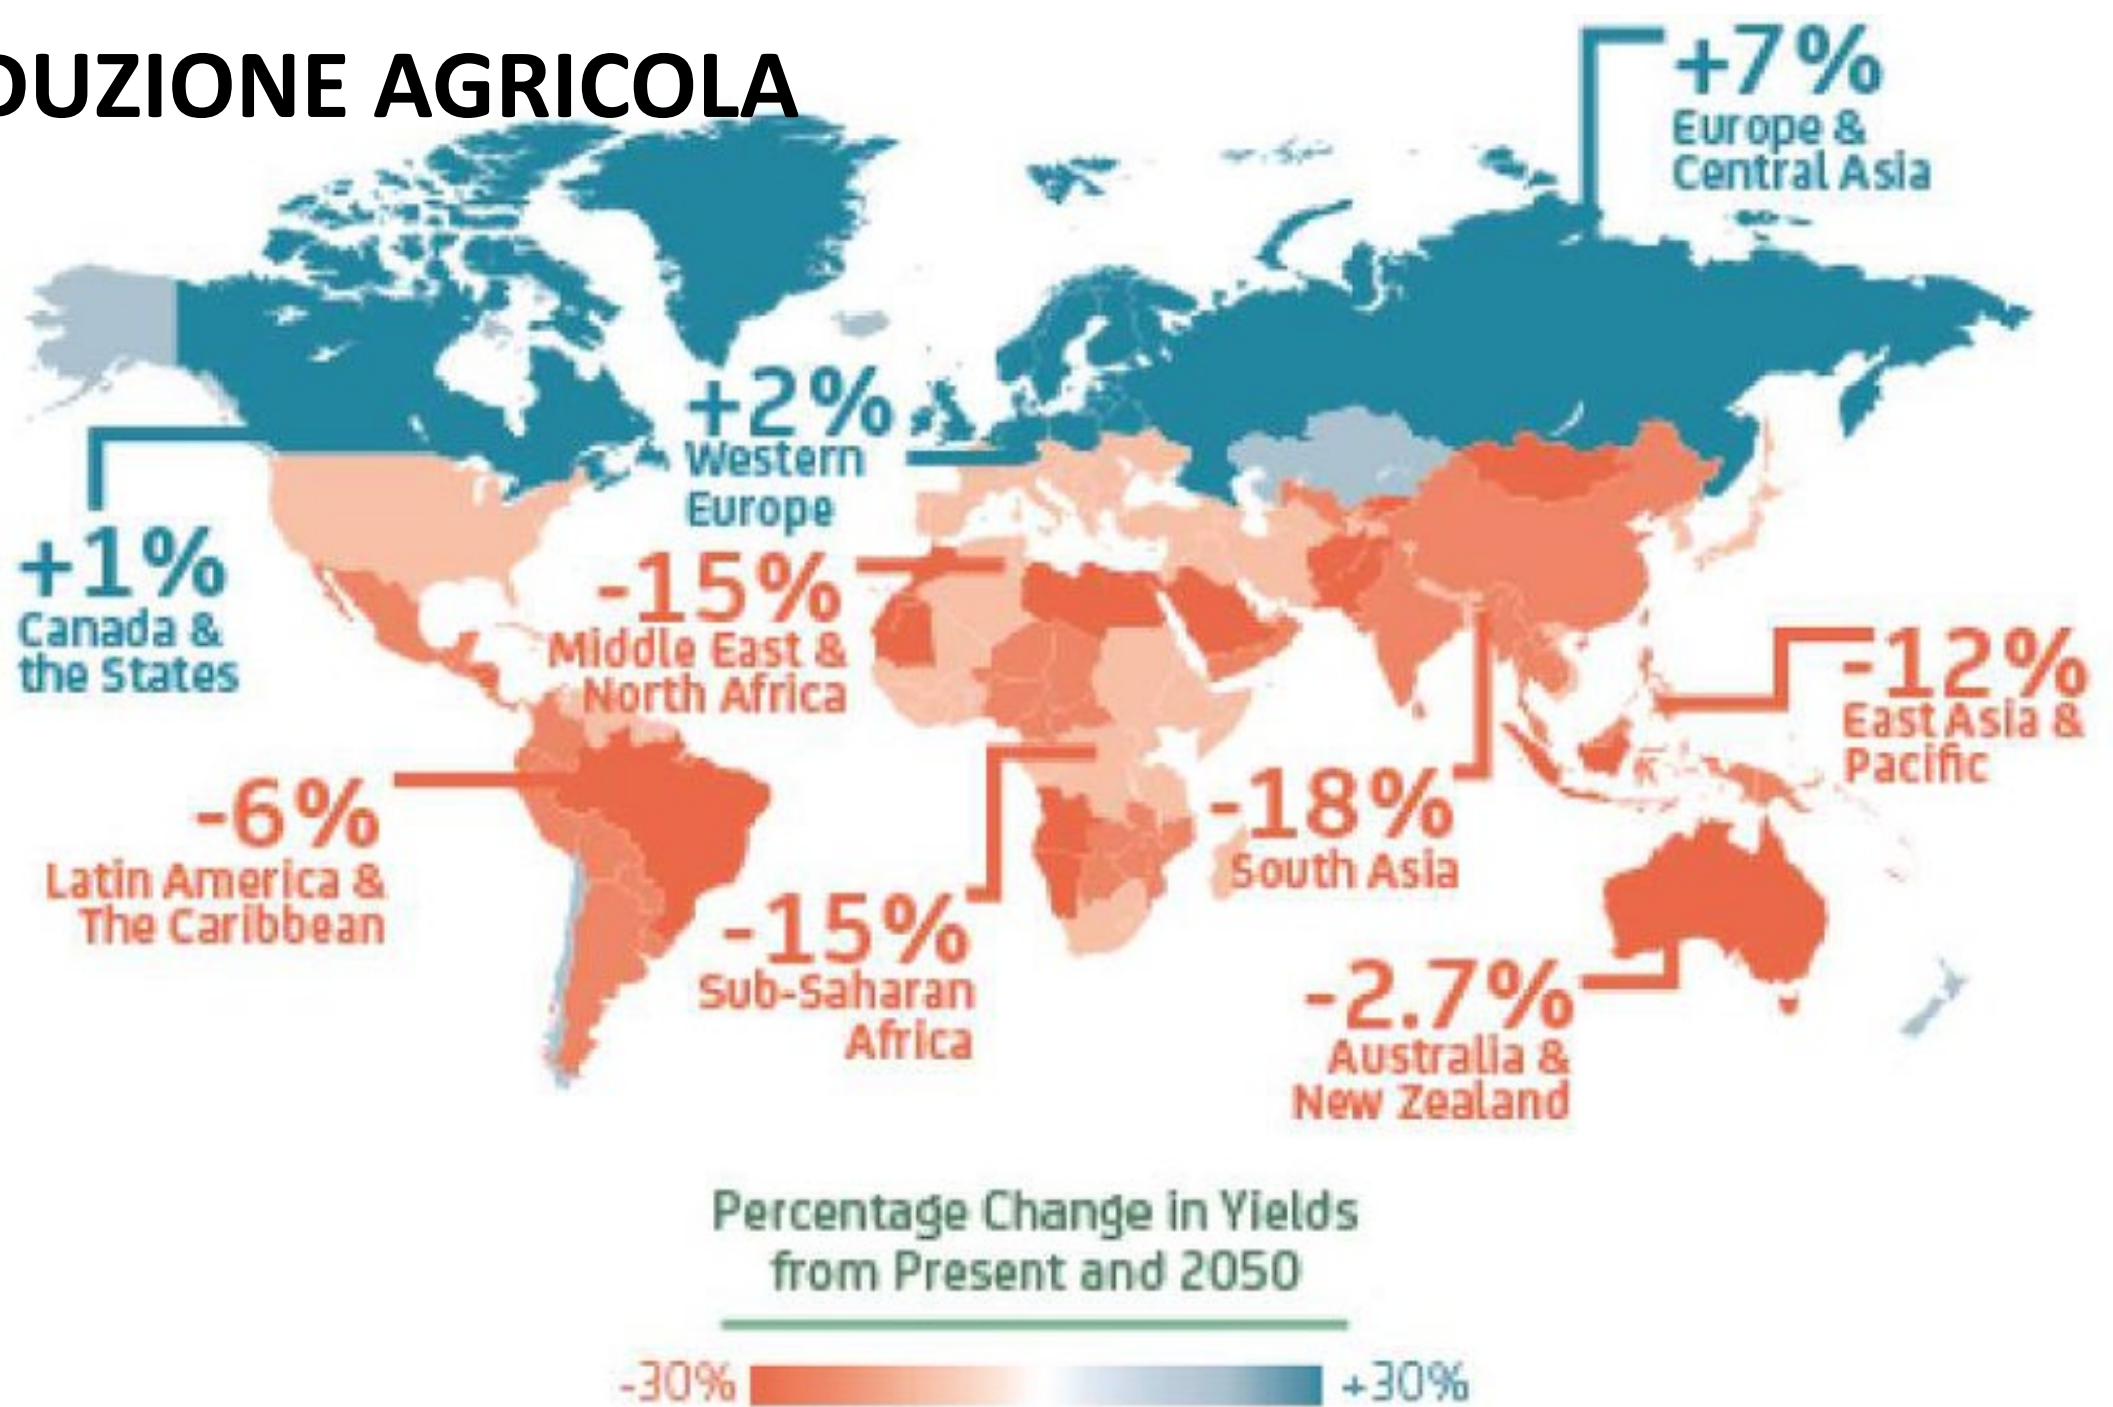 DUZIONE AGRICOLA
+7%
Europe &
Central Asia
+2%
Western
Europe
+1%
Canada &
the States
-15%
Middle East &
North Africa
-12%
East Asia &
Pacific
-6%
Latin America &
The Caribbean
-18%
South Asia
-15%
Sub-Saharan
Africa
-2.7%
Australia &
New Zealand
Percentage Change in Yields
from Present and 2050
-30% +30%